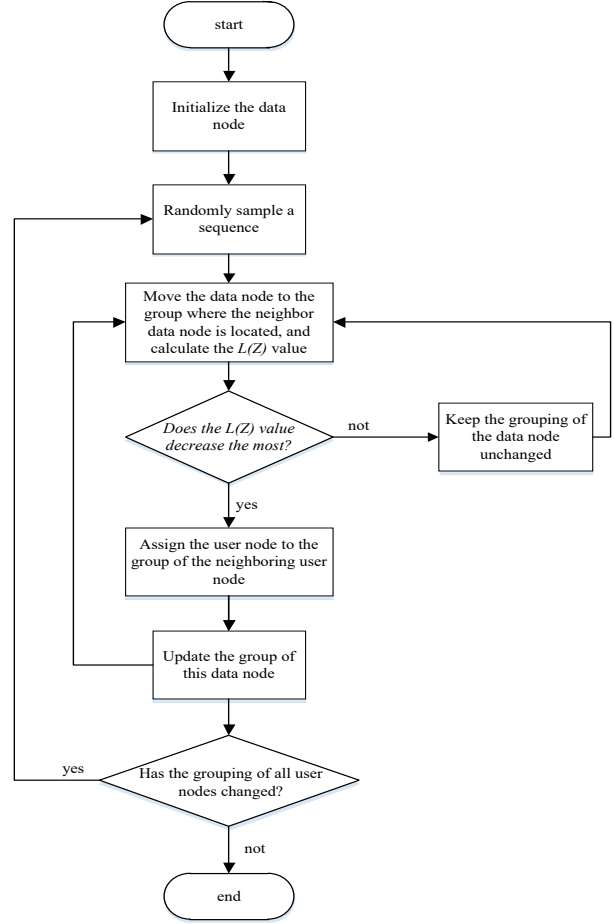 start
Initialize the data
node
Randomly sample a
sequence
Move the data node to the
group where the neighbor
data node is located, and
calculate the L(Z) value
Does the L(Z) value
decrease the most?
not
Keep the grouping of
the data node
unchanged
yes
Assign the user node to the
group of the neighboring user
node
Update the group of
this data node
yes
Has the grouping of all user
nodes changed?
not
end